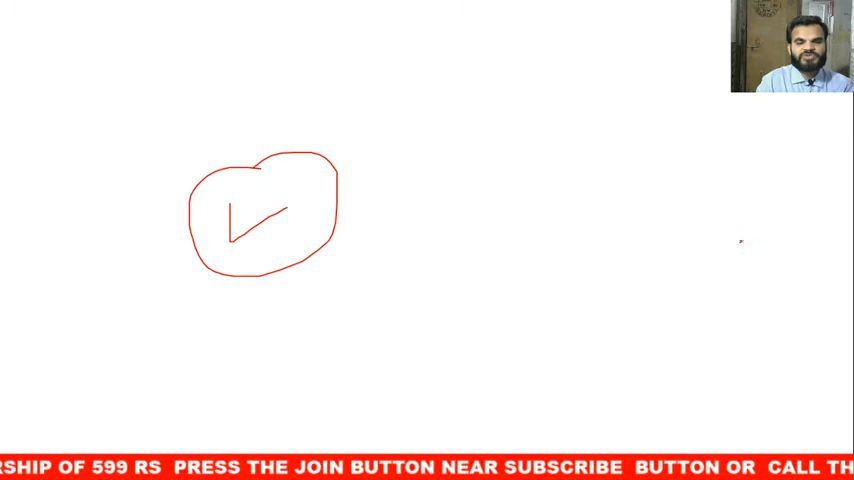 RSHIP OF 599 RS PRESS THE JOIN BUTTON NEAR SUBSCRIBE BUTTON OR CALL TH